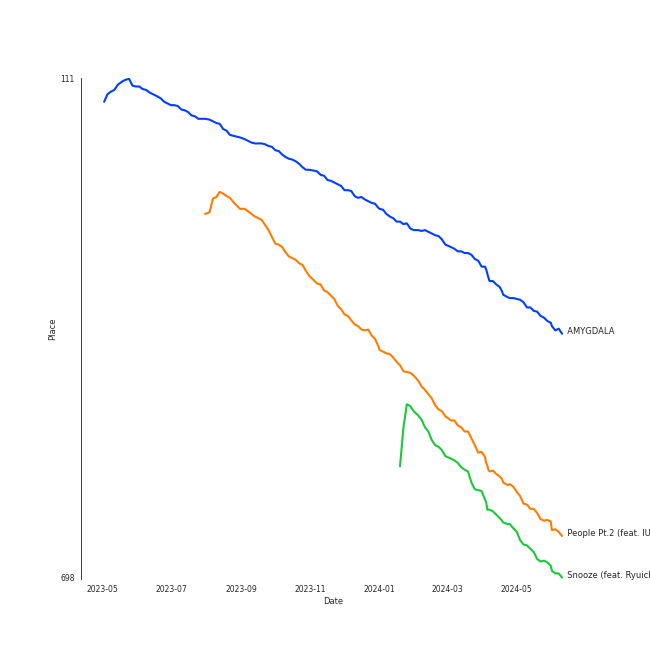 111
AMYGDALA
Place
People Pt.2 (feat. IU
Snooze (feat. Ryuic
698
2023-05 2023-07 2023-09 2023-11 2024-01 2024-03 2024-05
Date